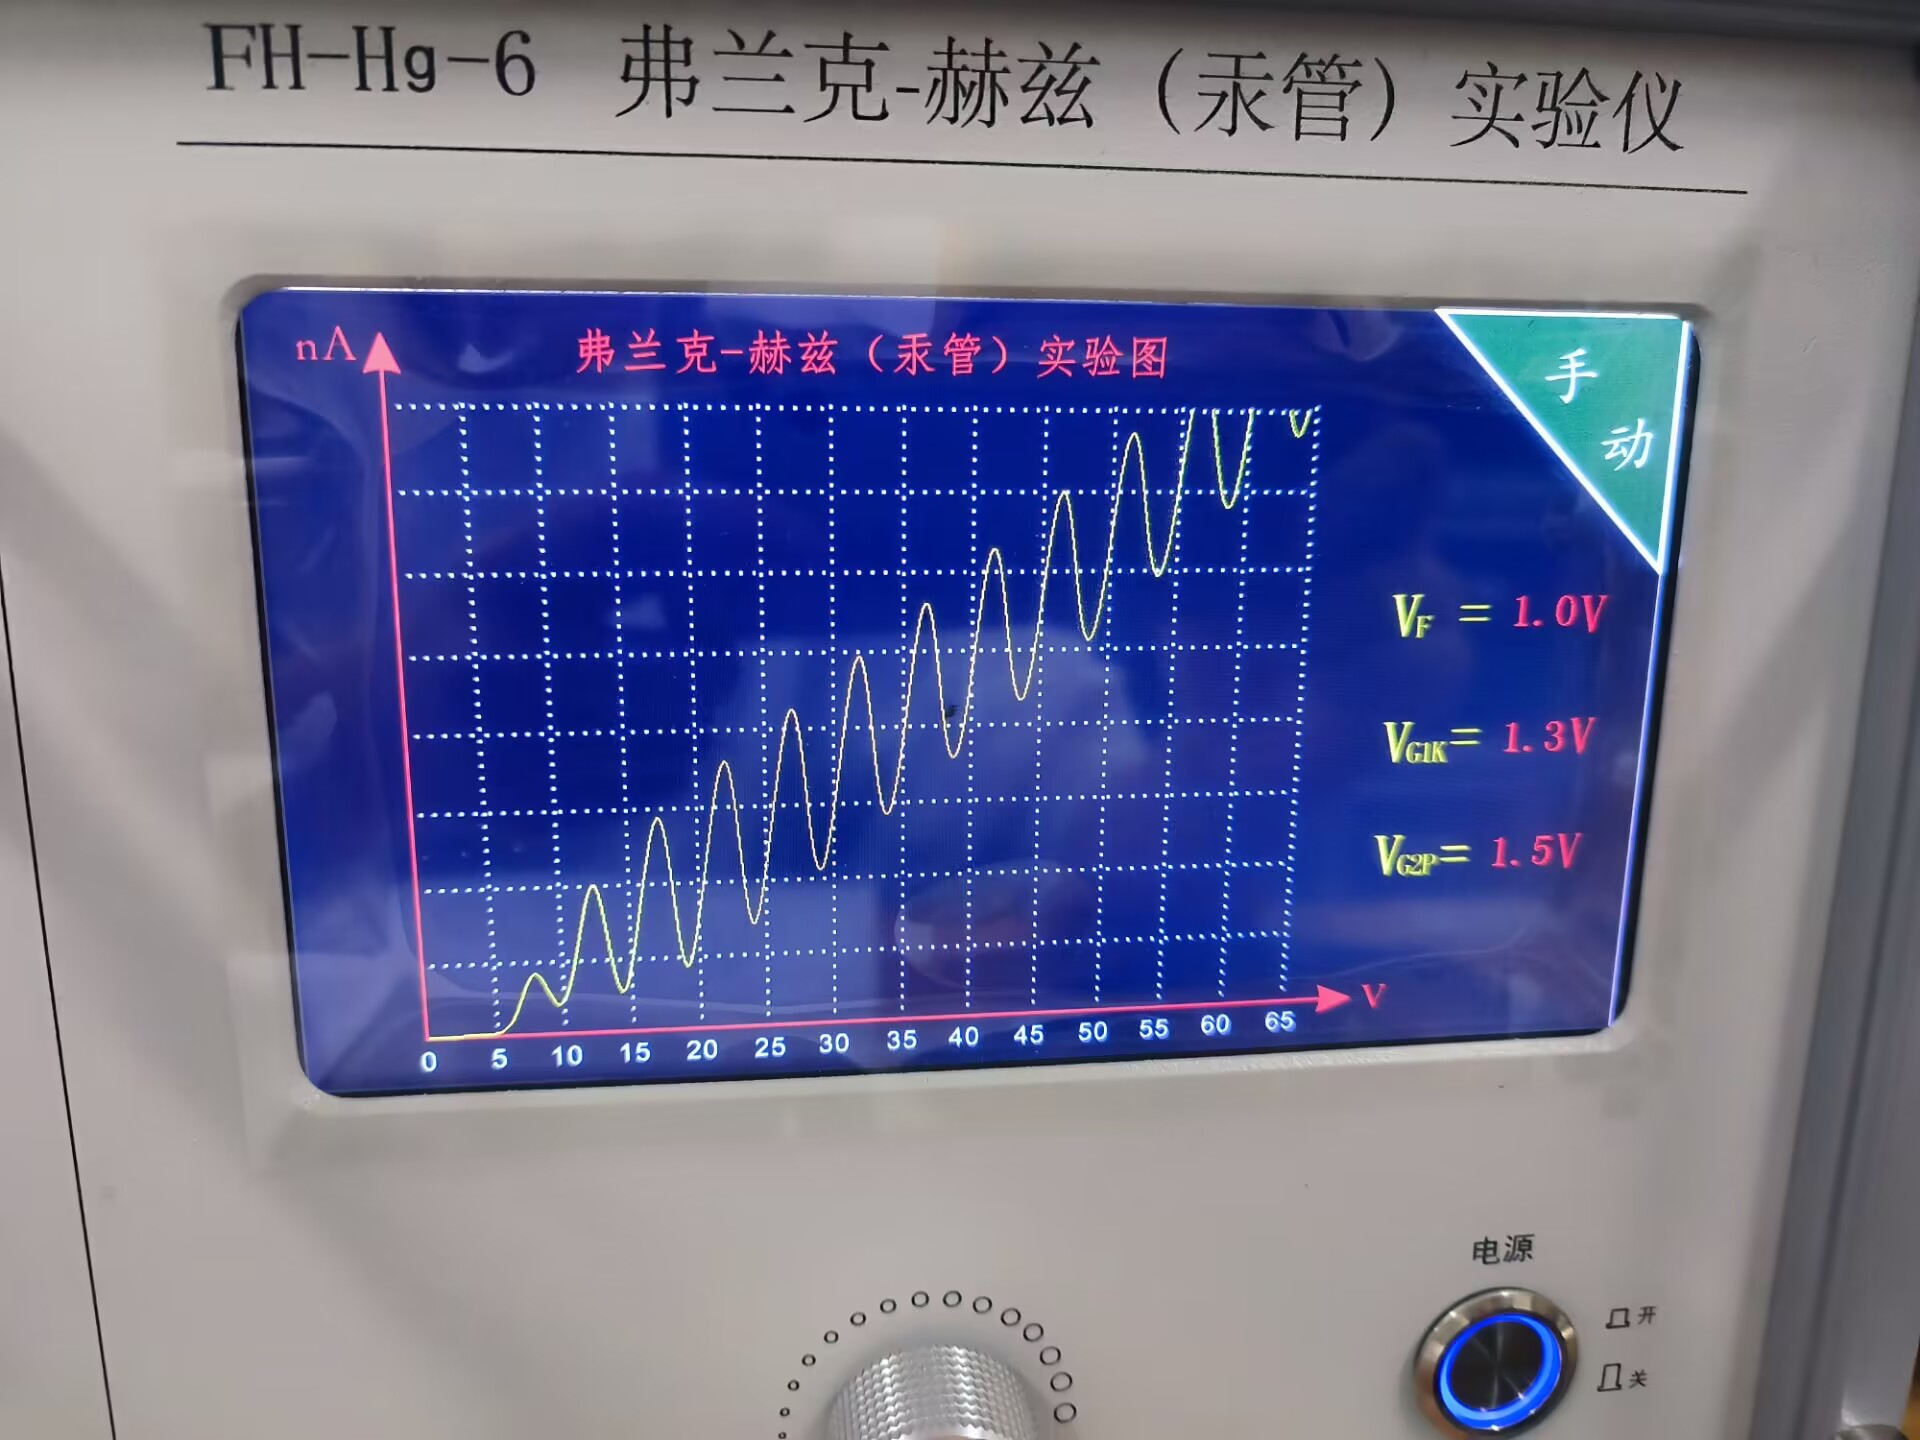 FH-Hg-6 弗兰克-赫兹（汞管）实验仪
nA
弗兰克-赫兹（汞管）实验图
手
动
VF = 1.0V
VG1K= 1.3V
VG2P= 1.5V
V
0 5 10 15 20 25 30 35 40 45 50 55 60 65
电源
开
关